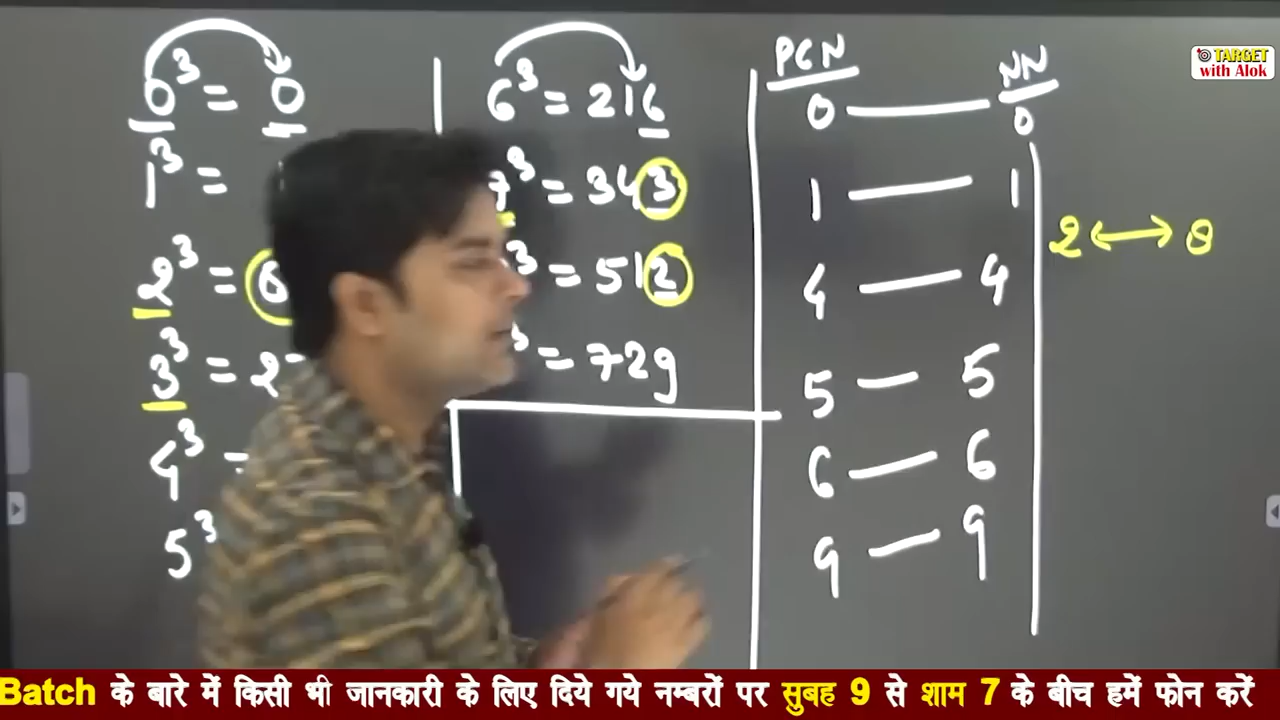 0³ = 0
1³ =
2³ =
3³ = 2
4³
5³
6³ = 216
7³ = 343
³ = 512
³ = 729
PCN NN
0 — 0
1 — 1
4 — 4
5 — 5
6 — 6
9 — 9
2 ↔ 8
TARGET
with Alok
Batch के बारे में किसी भी जानकारी के लिए दिये गये नम्बरों पर सुबह 9 से शाम 7 के बीच हमें फोन करें